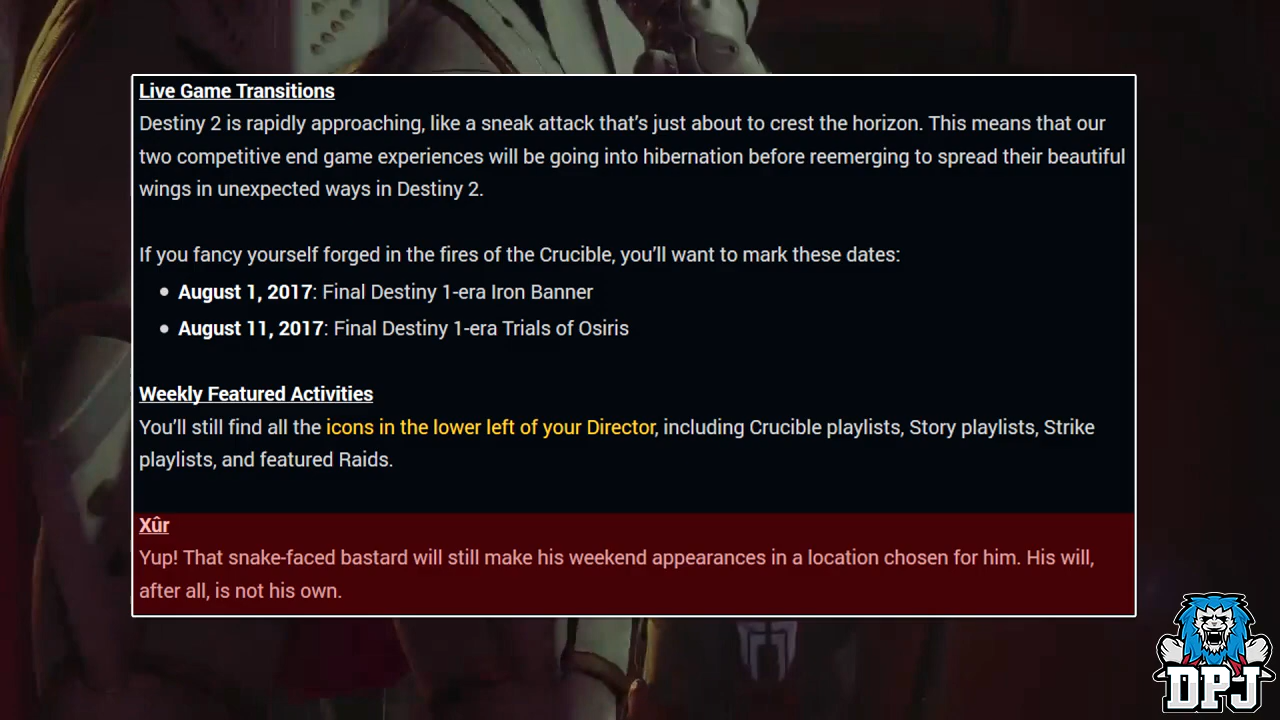 Live Game Transitions
Destiny 2 is rapidly approaching, like a sneak attack that's just about to crest the horizon. This means that our
two competitive end game experiences will be going into hibernation before reemerging to spread their beautiful
wings in unexpected ways in Destiny 2.
If you fancy yourself forged in the fires of the Crucible, you'll want to mark these dates:
• August 1, 2017: Final Destiny 1-era Iron Banner
• August 11, 2017: Final Destiny 1-era Trials of Osiris
Weekly Featured Activities
You'll still find all the icons in the lower left of your Director, including Crucible playlists, Story playlists, Strike
playlists, and featured Raids.
Xûr
Yup! That snake-faced bastard will still make his weekend appearances in a location chosen for him. His will,
after all, is not his own.
DPJ